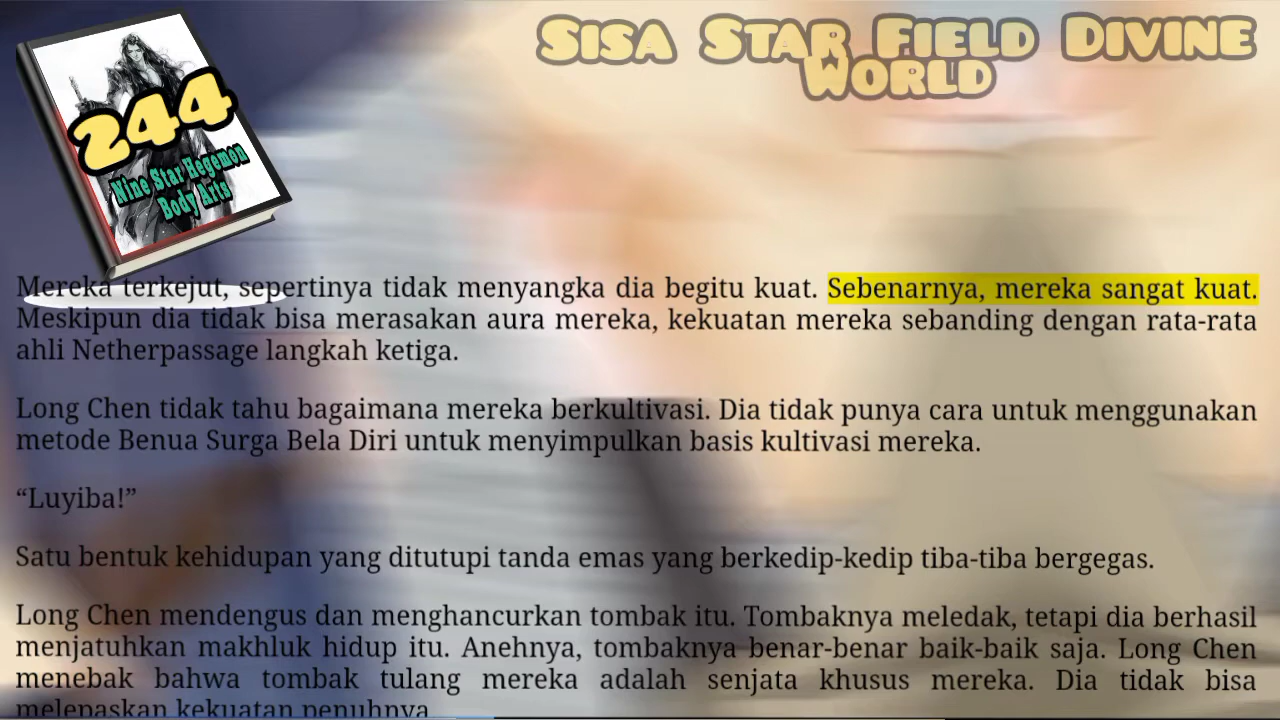 SISA STAR FIELD DIVINE
WORLD
244
Nine Star Hegemon
Body Arts
Mereka terkejut, sepertinya tidak menyangka dia begitu kuat. Sebenarnya, mereka sangat kuat.
Meskipun dia tidak bisa merasakan aura mereka, kekuatan mereka sebanding dengan rata-rata
ahli Netherpassage langkah ketiga.
Long Chen tidak tahu bagaimana mereka berkultivasi. Dia tidak punya cara untuk menggunakan
metode Benua Surga Bela Diri untuk menyimpulkan basis kultivasi mereka.
“Luyiba!”
Satu bentuk kehidupan yang ditutupi tanda emas yang berkedip-kedip tiba-tiba bergegas.
Long Chen mendengus dan menghancurkan tombak itu. Tombaknya meledak, tetapi dia berhasil
menjatuhkan makhluk hidup itu. Anehnya, tombaknya benar-benar baik-baik saja. Long Chen
menebak bahwa tombak tulang mereka adalah senjata khusus mereka. Dia tidak bisa
melepaskan kekuatan penuhnya